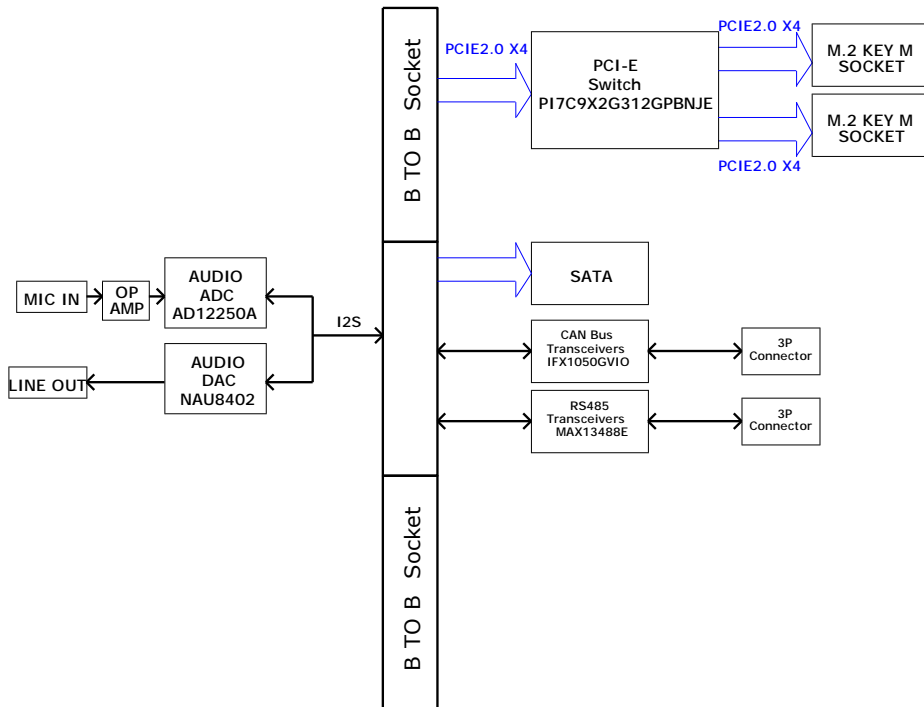 B TO B Socket
PCIE2.0 X4
PCI-E
Switch
PI7C9X2G312GPBNJE
PCIE2.0 X4
M.2 KEY M
SOCKET
M.2 KEY M
SOCKET
PCIE2.0 X4
SATA
MIC IN
OP
AMP
AUDIO
ADC
AD12250A
I2S
AUDIO
DAC
NAU8402
LINE OUT
CAN Bus
Transceivers
IFX1050GVIO
3P
Connector
RS485
Transceivers
MAX13488E
3P
Connector
B TO B Socket